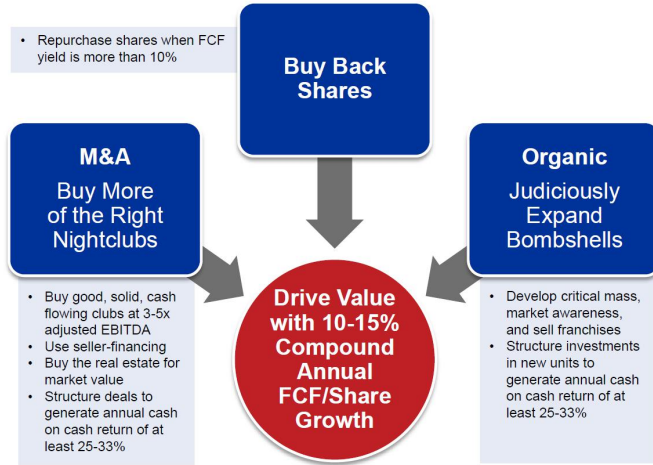 • Repurchase shares when FCF
yield is more than 10%
Buy Back
Shares
M&A
Buy More
of the Right
Nightclubs
• Buy good, solid, cash
flowing clubs at 3-5x
adjusted EBITDA
• Use seller-financing
• Buy the real estate for
market value
• Structure deals to
generate annual cash
on cash return of at
least 25-33%
Organic
Judiciously
Expand
Bombshells
• Develop critical mass,
market awareness,
and sell franchises
• Structure investments
in new units to
generate annual cash
on cash return of at
least 25-33%
Drive Value
with 10-15%
Compound
Annual
FCF/Share
Growth